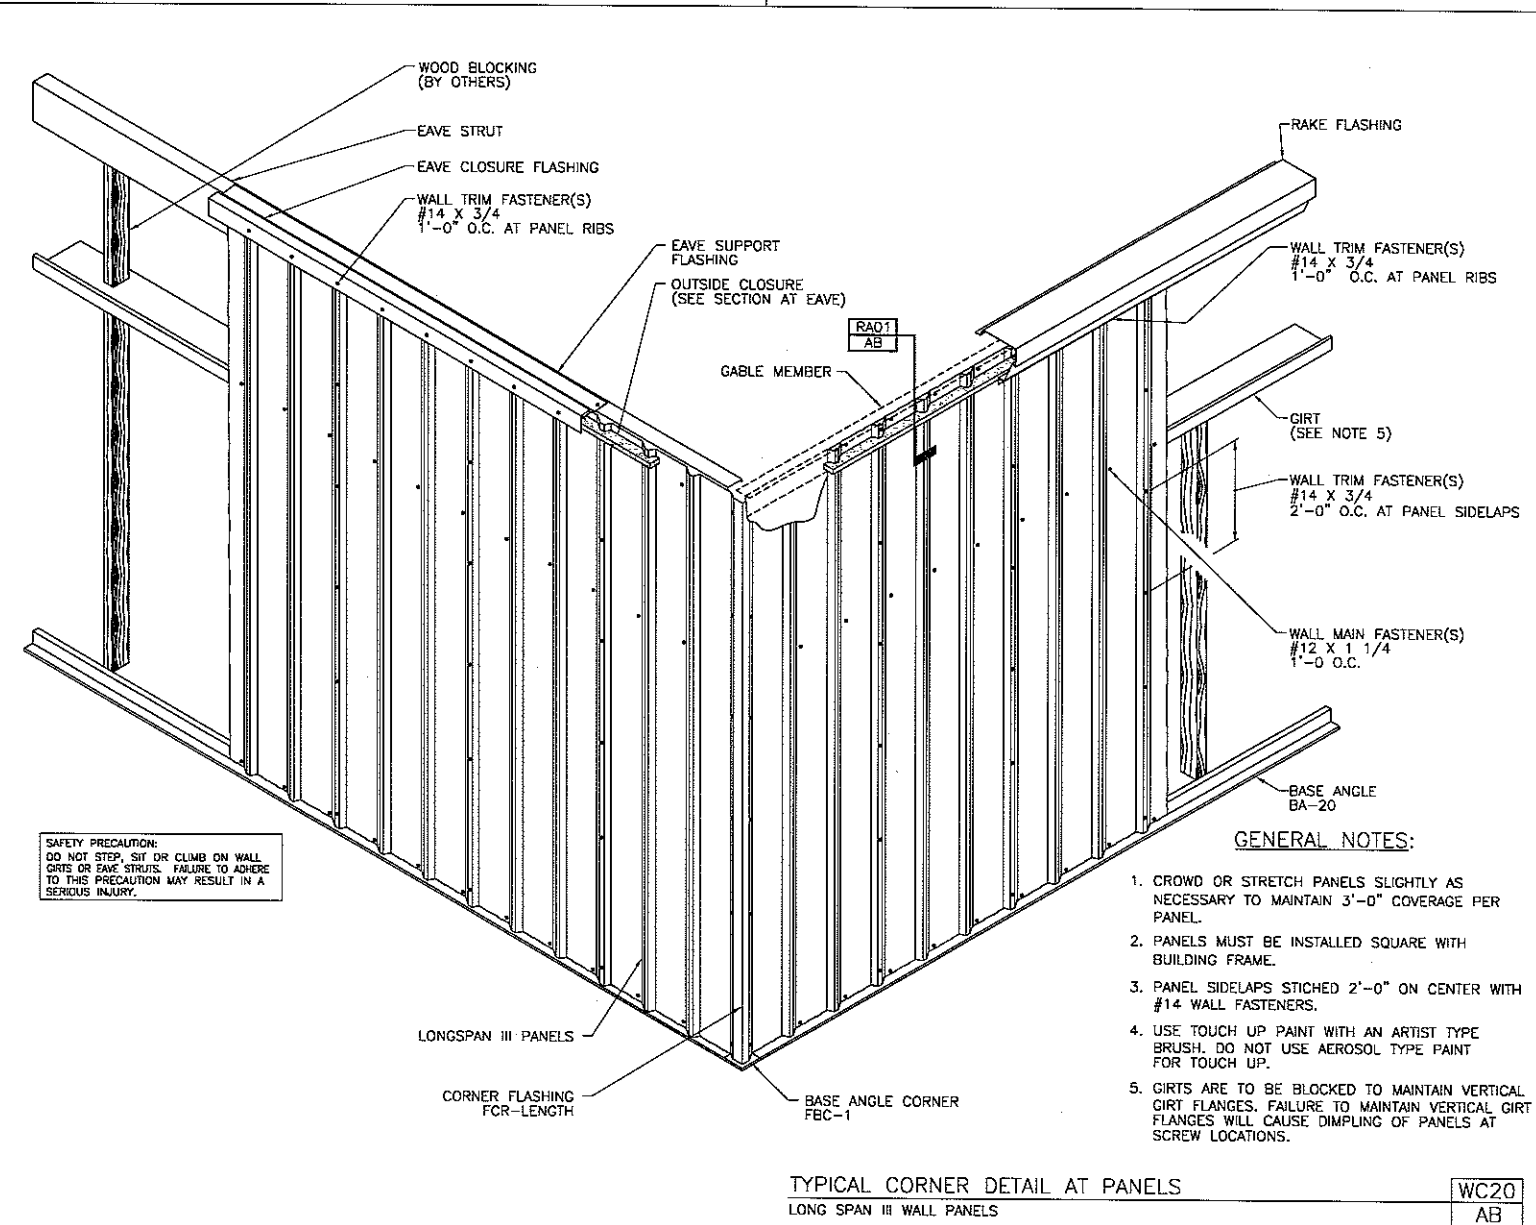 WOOD BLOCKING
(BY OTHERS)
EAVE STRUT
EAVE CLOSURE FLASHING
WALL TRIM FASTENER(S)
#14 X 3/4
1'-0" O.C. AT PANEL RIBS
EAVE SUPPORT
FLASHING
OUTSIDE CLOSURE
(SEE SECTION AT EAVE)
RA01
AB
GABLE MEMBER
RAKE FLASHING
WALL TRIM FASTENER(S)
#14 X 3/4
1'-0" O.C. AT PANEL RIBS
GIRT
(SEE NOTE 5)
WALL TRIM FASTENER(S)
#14 X 3/4
2'-0" O.C. AT PANEL SIDELAPS
WALL MAIN FASTENER(S)
#12 X 1 1/4
1'-0 O.C.
BASE ANGLE
BA-20
SAFETY PRECAUTION:
DO NOT STEP, SIT OR CLIMB ON WALL
GIRTS OR EAVE STRUTS. FAILURE TO ADHERE
TO THIS PRECAUTION MAY RESULT IN A
SERIOUS INJURY.
LONGSPAN III PANELS
CORNER FLASHING
FCR-LENGTH
BASE ANGLE CORNER
FBC-1
GENERAL NOTES:
1. CROWD OR STRETCH PANELS SLIGHTLY AS
NECESSARY TO MAINTAIN 3'-0" COVERAGE PER
PANEL.
2. PANELS MUST BE INSTALLED SQUARE WITH
BUILDING FRAME.
3. PANEL SIDELAPS STICHED 2'-0" ON CENTER WITH
#14 WALL FASTENERS.
4. USE TOUCH UP PAINT WITH AN ARTIST TYPE
BRUSH. DO NOT USE AEROSOL TYPE PAINT
FOR TOUCH UP.
5. GIRTS ARE TO BE BLOCKED TO MAINTAIN VERTICAL
GIRT FLANGES. FAILURE TO MAINTAIN VERTICAL GIRT
FLANGES WILL CAUSE DIMPLING OF PANELS AT
SCREW LOCATIONS.
TYPICAL CORNER DETAIL AT PANELS
LONG SPAN III WALL PANELS
WC20
AB